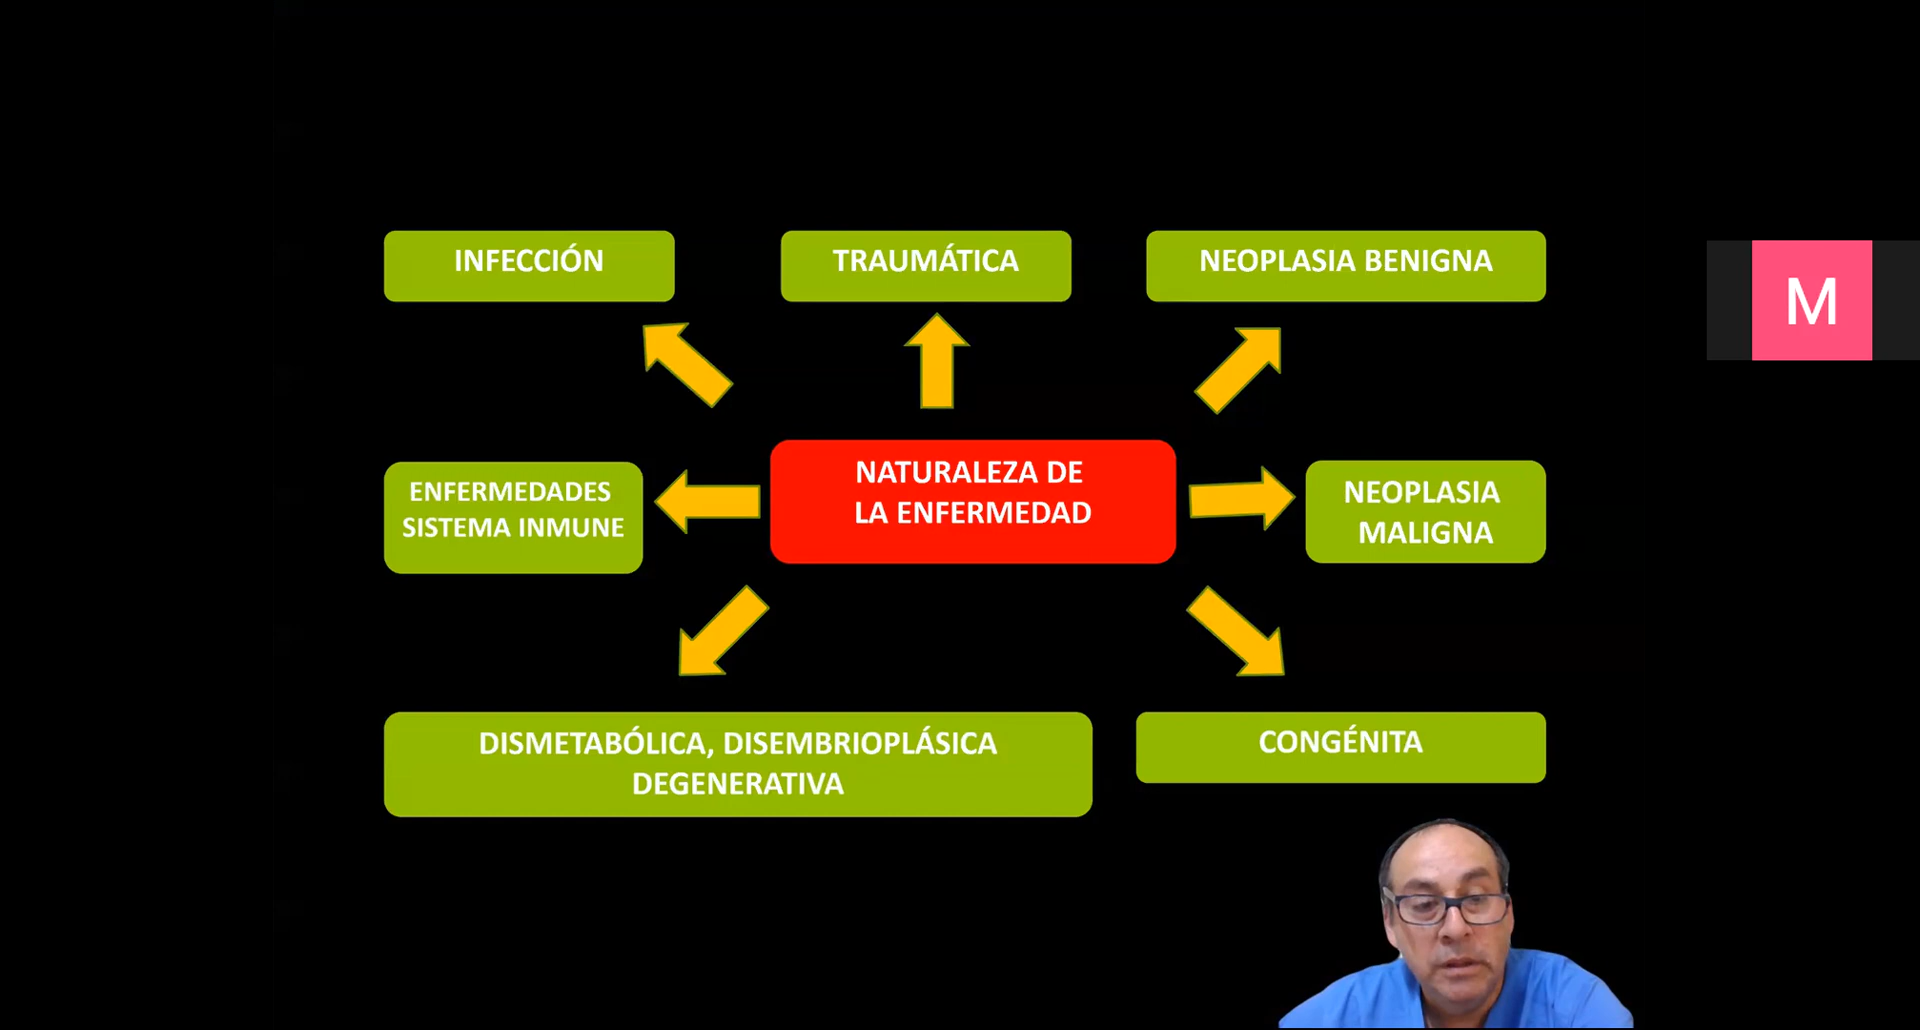 INFECCIÓN
TRAUMÁTICA
NEOPLASIA BENIGNA
M
ENFERMEDADES
SISTEMA INMUNE
NATURALEZA DE
LA ENFERMEDAD
NEOPLASIA
MALIGNA
DISMETABÓLICA, DISEMBRIOPLÁSICA
DEGENERATIVA
CONGÉNITA